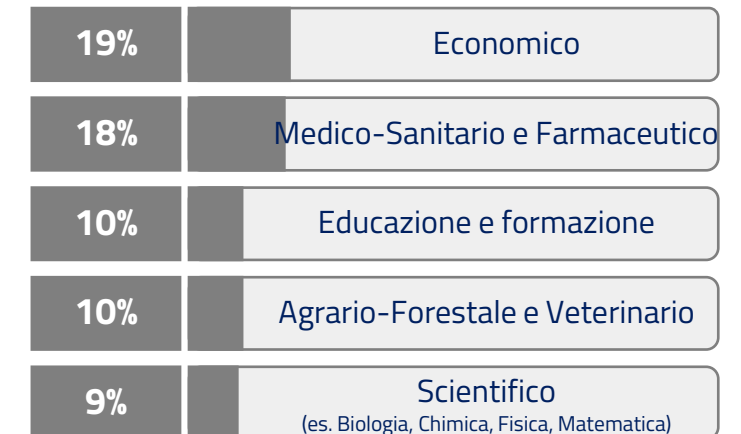 19% Economico
18% Medico-Sanitario e Farmaceutico
10% Educazione e formazione
10% Agrario-Forestale e Veterinario
9% Scientifico
(es. Biologia, Chimica, Fisica, Matematica)